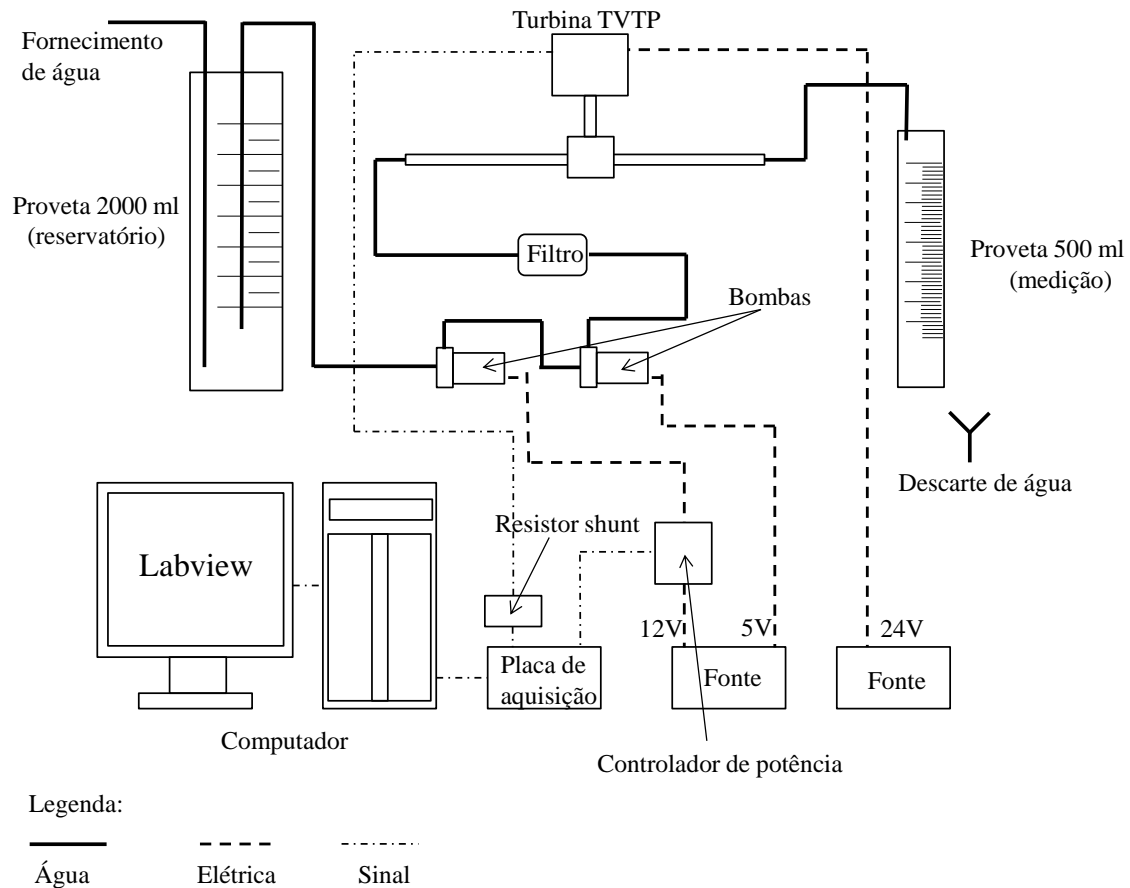 Turbina TVTP
Fornecimento
de água
Proveta 2000 ml
(reservatório)
Filtro
Proveta 500 ml
(medição)
Bombas
Descarte de água
Labview
Resistor shunt
12V
5V
24V
Placa de
aquisição
Fonte
Fonte
Computador
Controlador de potência
Legenda:
Água
Elétrica
Sinal